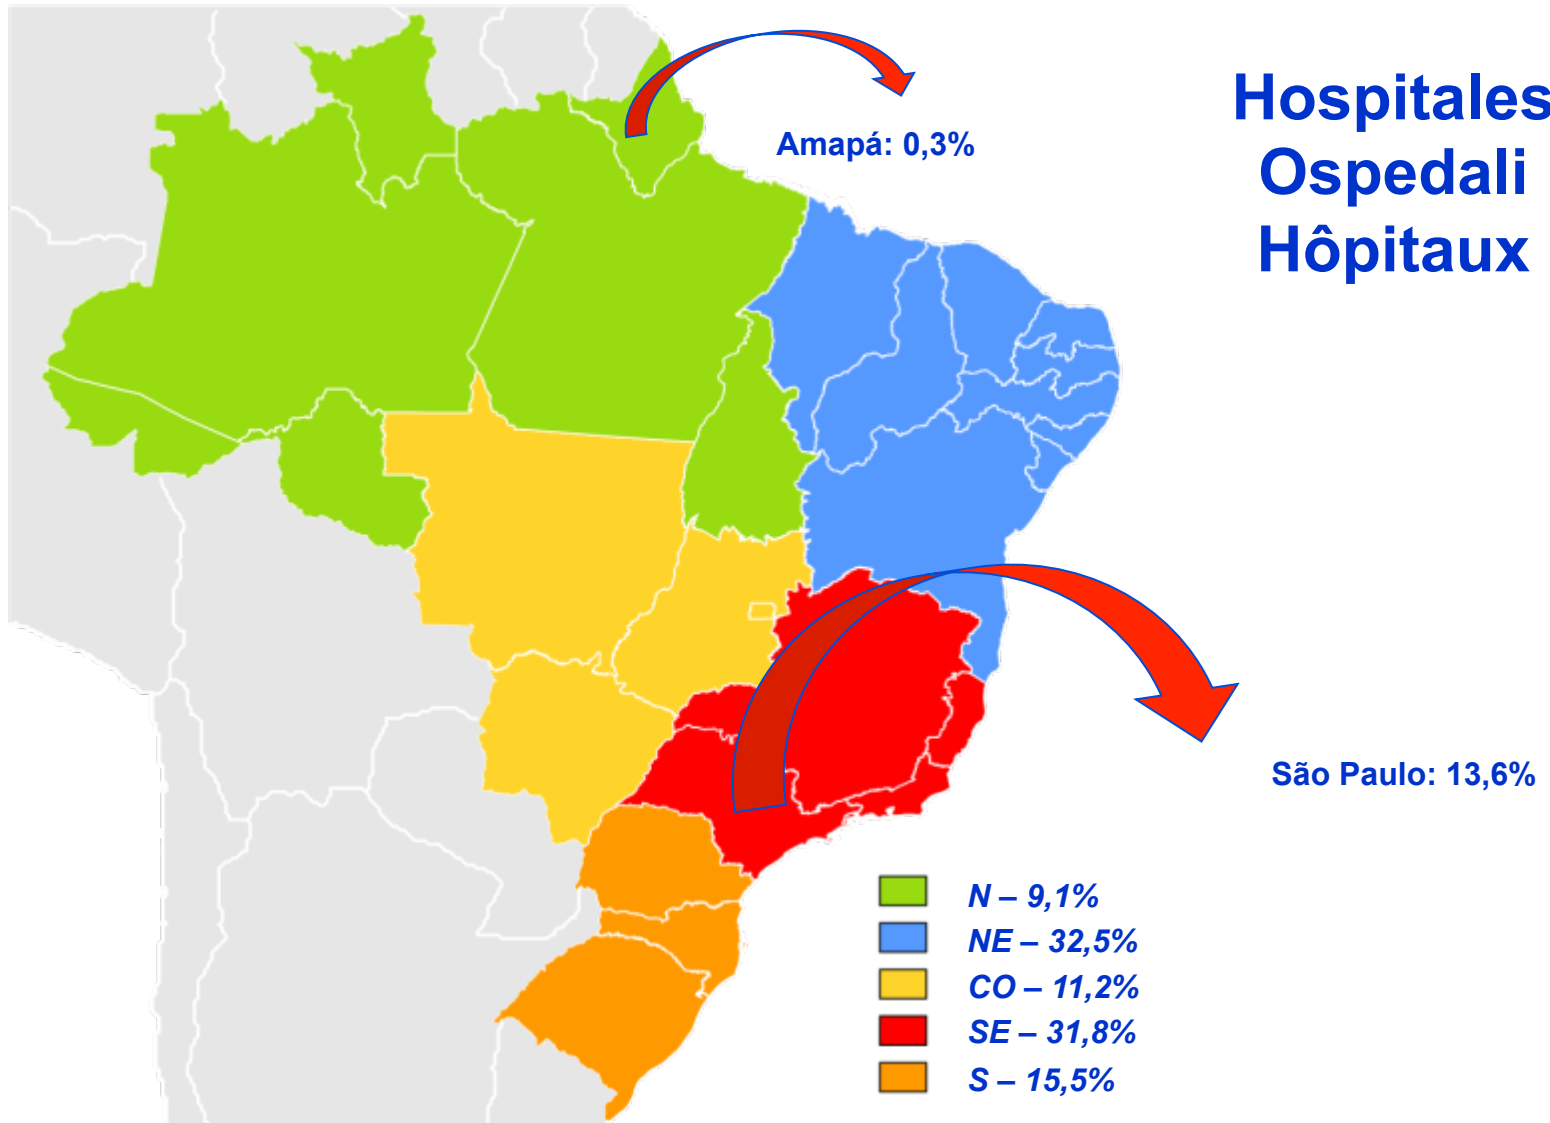 Hospitales
Ospedali
Hôpitaux
Amapá: 0,3%
São Paulo: 13,6%
N – 9,1%
NE – 32,5%
CO – 11,2%
SE – 31,8%
S – 15,5%